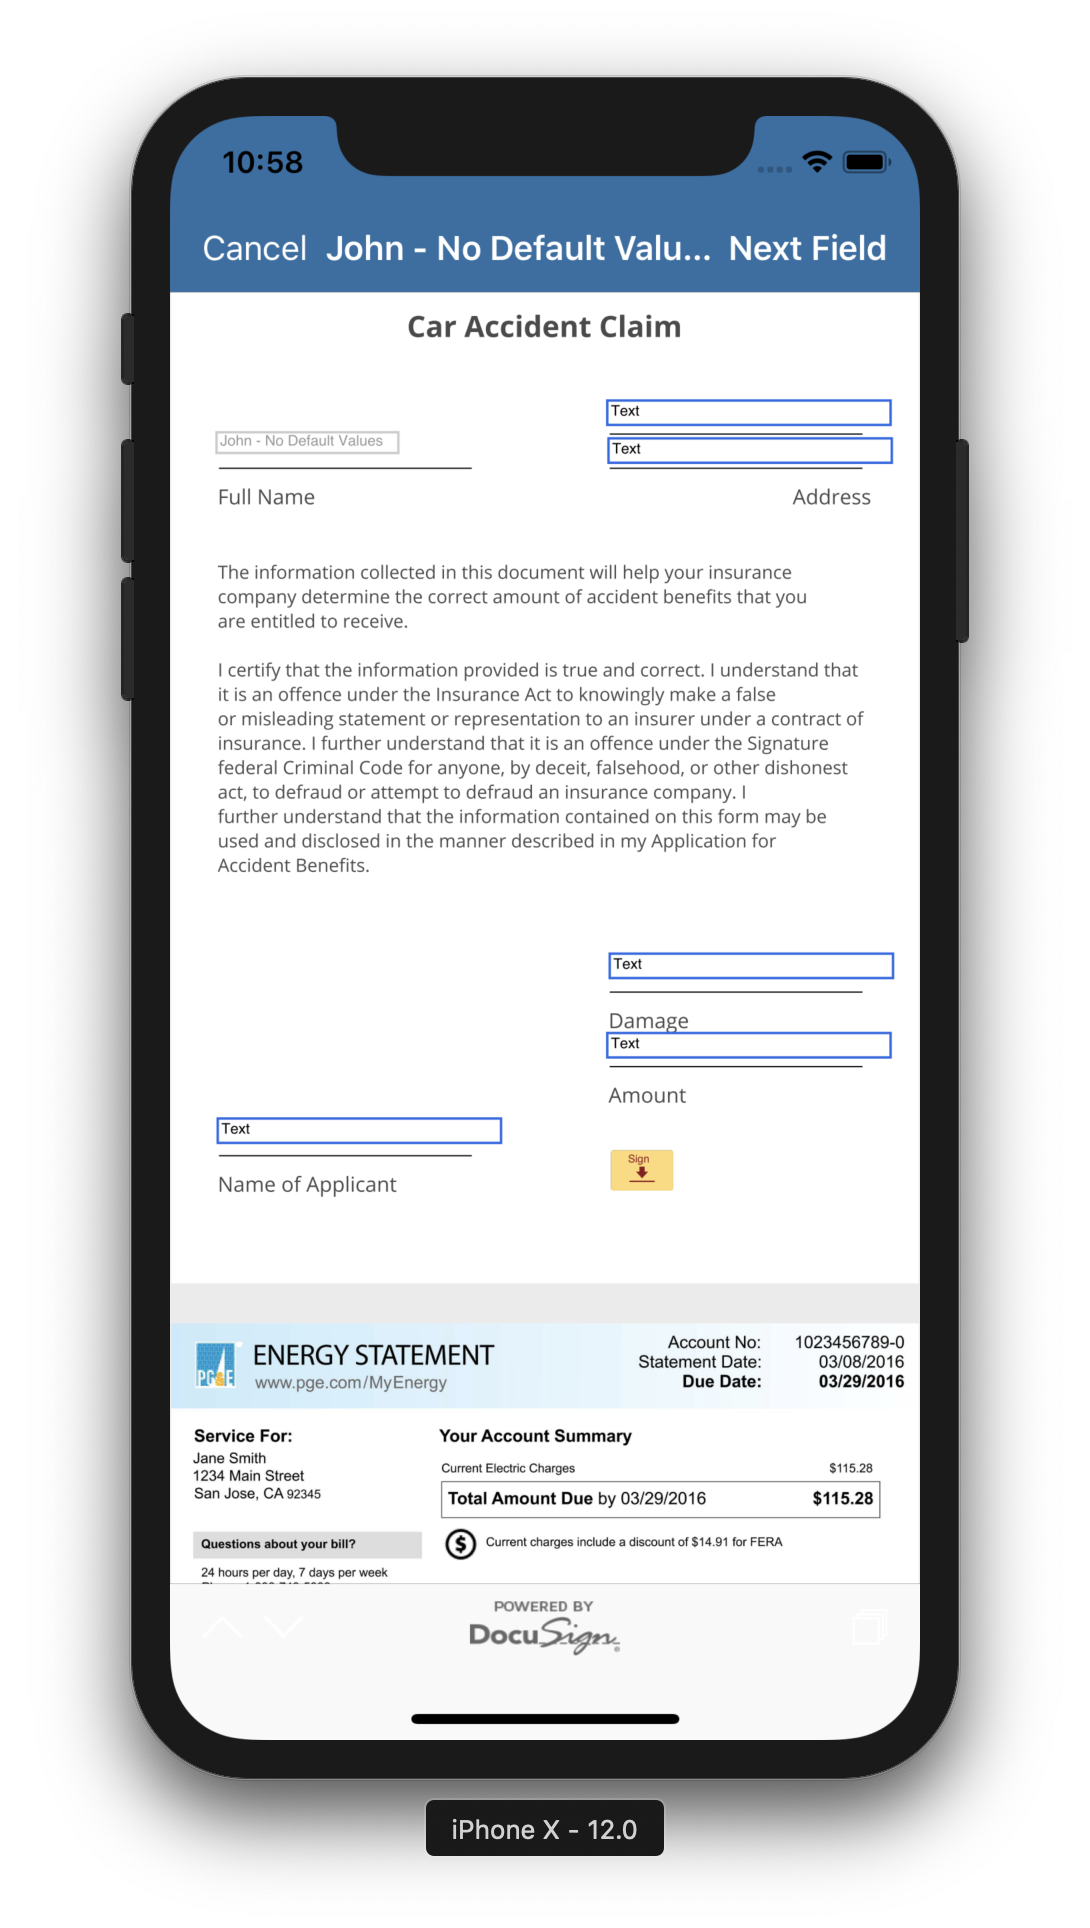 10:58
Cancel John - No Default Valu... Next Field
Car Accident Claim
Text
John - No Default Values
Text
Full Name
Address
The information collected in this document will help your insurance
company determine the correct amount of accident benefits that you
are entitled to receive.
I certify that the information provided is true and correct. I understand that
it is an offence under the Insurance Act to knowingly make a false
or misleading statement or representation to an insurer under a contract of
insurance. I further understand that it is an offence under the Signature
federal Criminal Code for anyone, by deceit, falsehood, or other dishonest
act, to defraud or attempt to defraud an insurance company. I
further understand that the information contained on this form may be
used and disclosed in the manner described in my Application for
Accident Benefits.
Text
Damage
Text
Amount
Text
Name of Applicant
Sign
PG&E
ENERGY STATEMENT
www.pge.com/MyEnergy
Account No: 1023456789-0
Statement Date: 03/08/2016
Due Date: 03/29/2016
Service For:
Jane Smith
1234 Main Street
San Jose, CA 92345
Your Account Summary
Current Electric Charges $115.28
Total Amount Due by 03/29/2016 $115.28
Current charges include a discount of $14.91 for FERA
Questions about your bill?
24 hours per day, 7 days per week
POWERED BY
DocuSign
iPhone X - 12.0